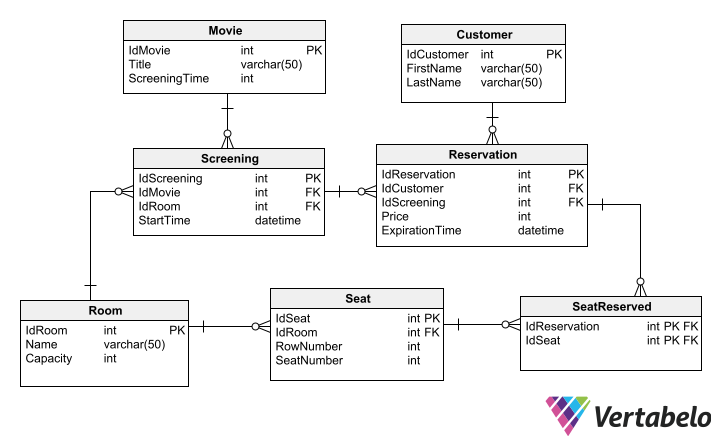 Movie
IdMovie int PK
Title varchar(50)
ScreeningTime int
Customer
IdCustomer int PK
FirstName varchar(50)
LastName varchar(50)
Screening
IdScreening int PK
IdMovie int FK
IdRoom int FK
StartTime datetime
Reservation
IdReservation int PK
IdCustomer int FK
IdScreening int FK
Price int
ExpirationTime datetime
Room
IdRoom int PK
Name varchar(50)
Capacity int
Seat
IdSeat int PK
IdRoom int FK
RowNumber int
SeatNumber int
SeatReserved
IdReservation int PK FK
IdSeat int PK FK
Vertabelo